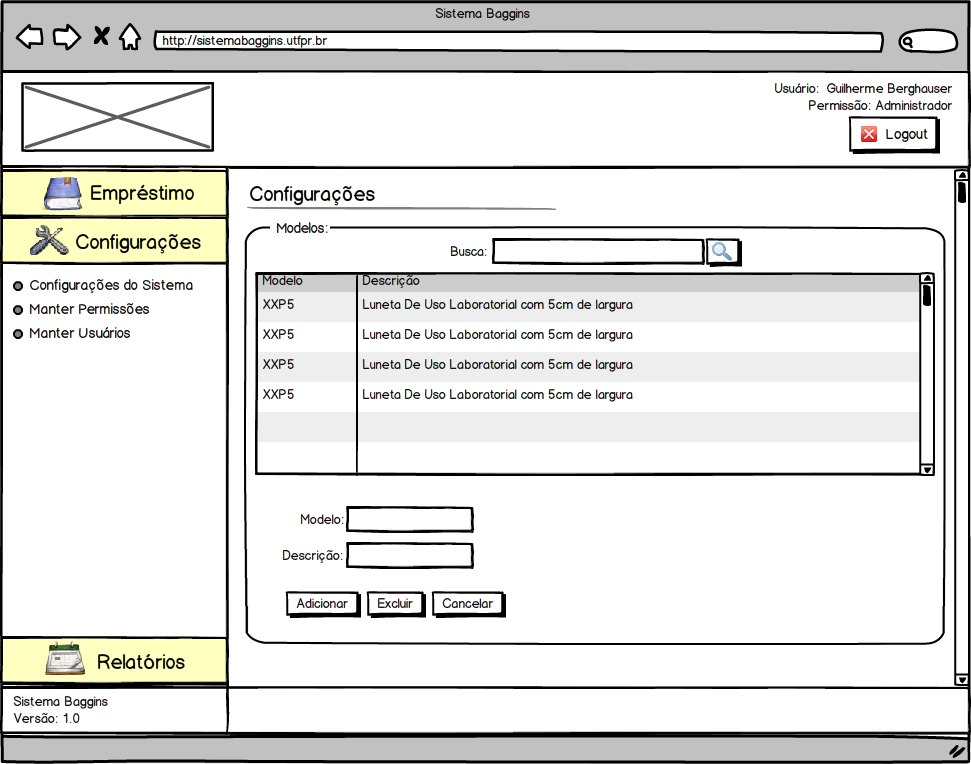 Sistema Baggins
http://sistemabaggins.utfpr.br
Usuário: Guilherme Berghauser
Permissão: Administrador
Logout
Empréstimo
Configurações
Configurações do Sistema
Manter Permissões
Manter Usuários
Relatórios
Sistema Baggins
Versão: 1.0
Configurações
Modelos:
Busca:
Modelo Descrição
XXP5 Luneta De Uso Laboratorial com 5cm de largura
XXP5 Luneta De Uso Laboratorial com 5cm de largura
XXP5 Luneta De Uso Laboratorial com 5cm de largura
XXP5 Luneta De Uso Laboratorial com 5cm de largura
Modelo:
Descrição:
Adicionar Excluir Cancelar